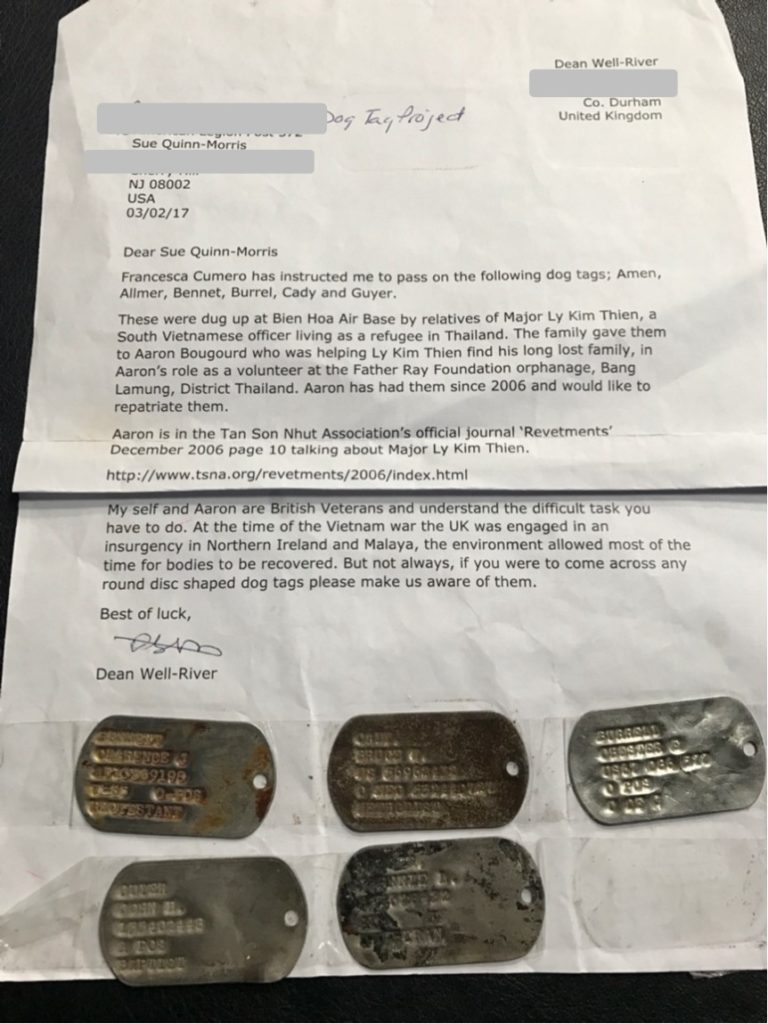 Dean Well-River
Co. Durham
United Kingdom
Dog Tag Project
Sue Quinn-Morris
NJ 08002
USA
03/02/17
Dear Sue Quinn-Morris
Francesca Cumero has instructed me to pass on the following dog tags; Amen,
Allmer, Bennet, Burrel, Cady and Guyer.
These were dug up at Bien Hoa Air Base by relatives of Major Ly Kim Thien, a
South Vietnamese officer living as a refugee in Thailand. The family gave them
to Aaron Bougourd who was helping Ly Kim Thien find his long lost family, in
Aaron's role as a volunteer at the Father Ray Foundation orphanage, Bang
Lamung, District Thailand. Aaron has had them since 2006 and would like to
repatriate them.
Aaron is in the Tan Son Nhut Association's official journal 'Revetments'
December 2006 page 10 talking about Major Ly Kim Thien.
http://www.tsna.org/revetments/2006/index.html
My self and Aaron are British Veterans and understand the difficult task you
have to do. At the time of the Vietnam war the UK was engaged in an
insurgency in Northern Ireland and Malaya, the environment allowed most of the
time for bodies to be recovered. But not always, if you were to come across any
round disc shaped dog tags please make us aware of them.
Best of luck,
Dean Well-River
O-POS
PROTESTANT
BURRELL
O POS
A POS
BAPTIST